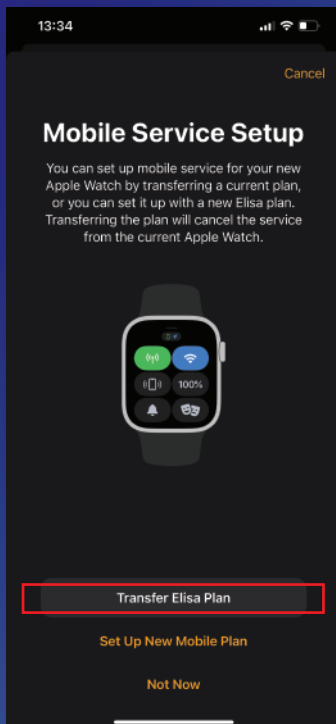 13:34
Cancel
Mobile Service Setup
You can set up mobile service for your new
Apple Watch by transferring a current plan,
or you can set it up with a new Elisa plan.
Transferring the plan will cancel the service
from the current Apple Watch.
100%
Transfer Elisa Plan
Set Up New Mobile Plan
Not Now